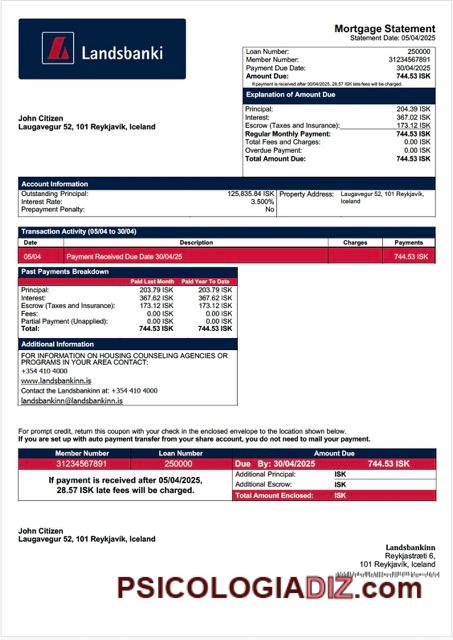 Landsbanki
Mortgage Statement
Statement Date: 05/04/2025
Loan Number: 250000
Member Number: 31234567891
Payment Due Date: 30/04/2025
Amount Due: 744.53 ISK
If payment is received after 30/04/2025, 28.57 ISK late fees will be charged.
Explanation of Amount Due
Principal: 204.39 ISK
Interest: 367.02 ISK
Escrow (Taxes and Insurance): 173.12 ISK
Regular Monthly Payment: 744.53 ISK
Total Fees and Charges: 0.00 ISK
Overdue Payment: 0.00 ISK
Total Amount Due: 744.53 ISK
John Citizen
Laugavegur 52, 101 Reykjavík, Iceland
Account Information
Outstanding Principal: 125,835.84 ISK
Interest Rate: 3.500%
Prepayment Penalty: No
Property Address: Laugavegur 52, 101 Reykjavík,
Iceland
Transaction Activity (05/04 to 30/04)
Date Description Charges Payments
05/04 Payment Received Due Date 30/04/25 744.53 ISK
Past Payments Breakdown
Paid Last Month Paid Year To Date
Principal: 203.79 ISK 203.79 ISK
Interest: 367.62 ISK 367.62 ISK
Escrow (Taxes and Insurance): 173.12 ISK 173.12 ISK
Fees: 0.00 ISK 0.00 ISK
Partial Payment (Unapplied): 0.00 ISK 0.00 ISK
Total: 744.53 ISK 744.53 ISK
Additional Information
FOR INFORMATION ON HOUSING COUNSELING AGENCIES OR
PROGRAMS IN YOUR AREA CONTACT:
+354 410 4000
www.landsbankinn.is
Contact the Landsbankinn at: +354 410 4000
landsbankinn@landsbankinn.is
For prompt credit, return this coupon with your check in the enclosed envelope to the location shown below.
If you are set up with auto payment transfer from your share account, you do not need to mail your payment.
Member Number Loan Number Amount Due
31234567891 250000 Due By: 30/04/2025 744.53 ISK
If payment is received after 05/04/2025,
28.57 ISK late fees will be charged.
Additional Principal: ISK
Additional Escrow: ISK
Total Amount Enclosed: ISK
John Citizen
Laugavegur 52, 101 Reykjavík, Iceland
Landsbankinn
Reykjastræti 6,
101 Reykjavik, Iceland
PSICOLOGIADIZ.com